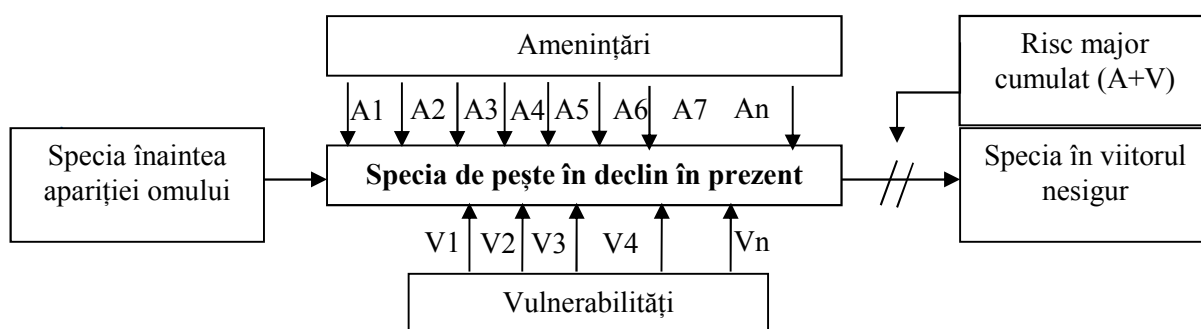 Amenințări
Risc major
cumulat (A+V)
A1 A2 A3 A4 A5 A6 A7 An
Specia înaintea
apariției omului
Specia de pește în declin în prezent
Specia în viitorul
nesigur
V1 V2 V3 V4 Vn
Vulnerabilități